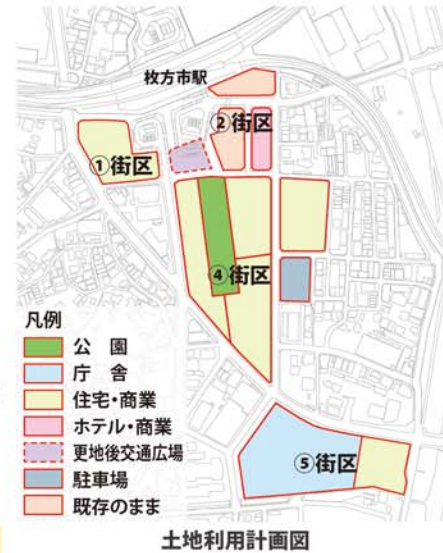 枚方市駅
②街区
①街区
④街区
凡例
公 園
庁 舎
住宅・商業
ホテル・商業
更地後交通広場
駐車場
既存のまま
⑤街区
土地利用計画図